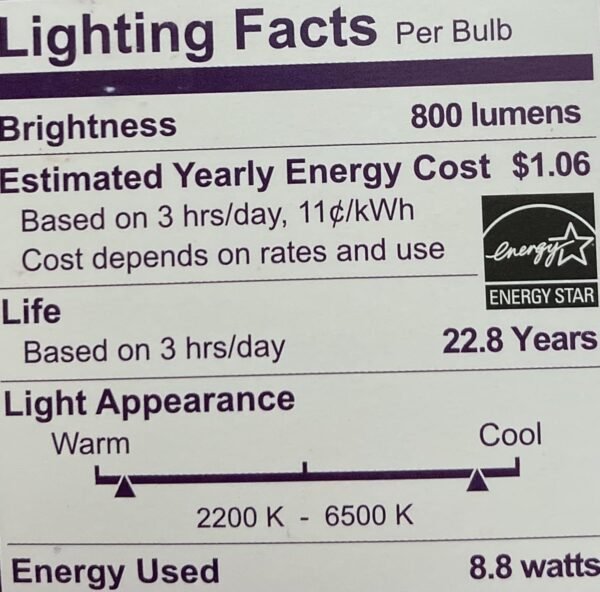 Lighting Facts Per Bulb
Brightness 800 lumens
Estimated Yearly Energy Cost $1.06
Based on 3 hrs/day, 11¢/kWh
Cost depends on rates and use
energy
ENERGY STAR
Life
Based on 3 hrs/day 22.8 Years
Light Appearance
Warm Cool
2200 K - 6500 K
Energy Used 8.8 watts